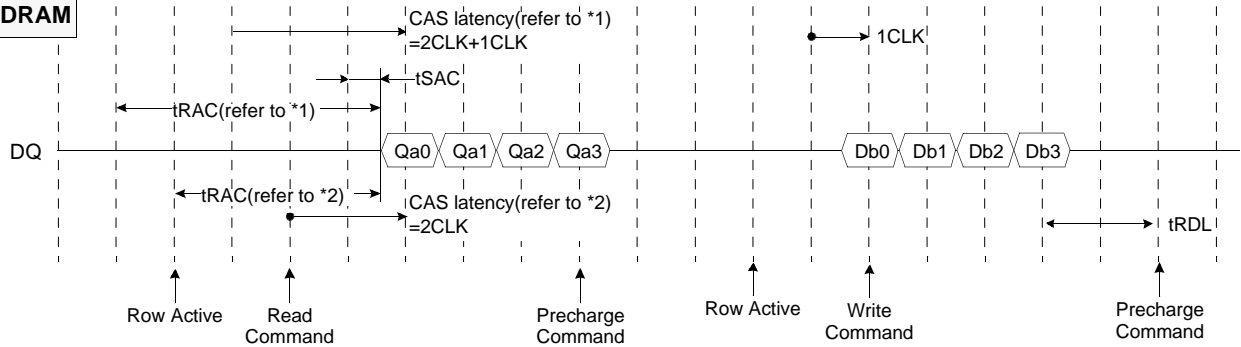 DRAM
CAS latency(refer to *1)
=2CLK+1CLK
1CLK
tSAC
tRAC(refer to *1)
DQ
Qa0 Qa1 Qa2 Qa3
Db0 Db1 Db2 Db3
tRAC(refer to *2)
CAS latency(refer to *2)
=2CLK
tRDL
Row Active
Read
Command
Precharge
Command
Row Active
Write
Command
Precharge
Command